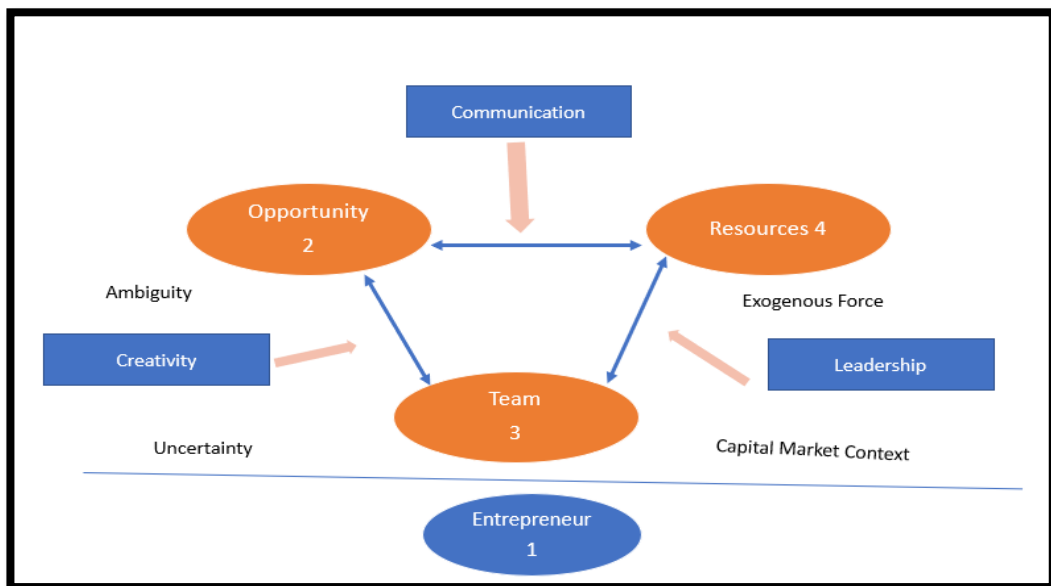 Communication
Opportunity
2
Resources 4
Ambiguity
Exogenous Force
Creativity
Leadership
Team
3
Uncertainty
Capital Market Context
Entrepreneur
1